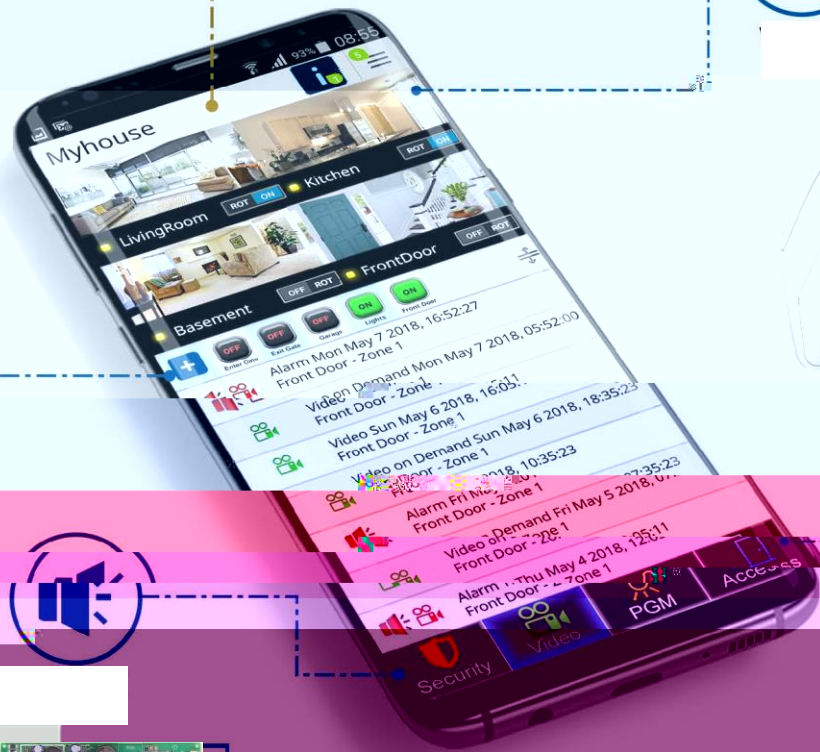 93% 08:55
5
Myhouse
LivingRoom ROT ON
Kitchen ROT ON
Basement OFF ROT
FrontDoor OFF ROT
OFF OFF OFF ON ON
Exit Gate Garage Lights Front Door
Alarm Mon May 7 2018, 16:52:27
Front Door - Zone 1
on Demand Mon May 7 2018, 05:52:00
Front Door - Zone 1
Video Sun May 6 2018,
Front Door - Zone 1
Video on Demand Sun May 6 2018, 18:35:23
Zone 1
10:35:23
Alarm Fri
Front Door - Zone 1
Demand Fri May 5 2018,
Video
Front Door
Alarm Thu May 4 2018,
Front Door - Zone 1
Security Video PGM Access